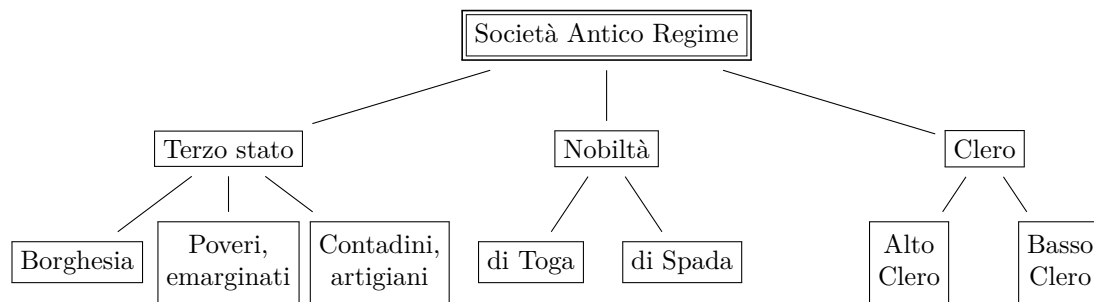 Società Antico Regime
Terzo stato
Nobiltà
Clero
Borghesia
Poveri,
emarginati
Contadini,
artigiani
di Toga
di Spada
Alto
Clero
Basso
Clero